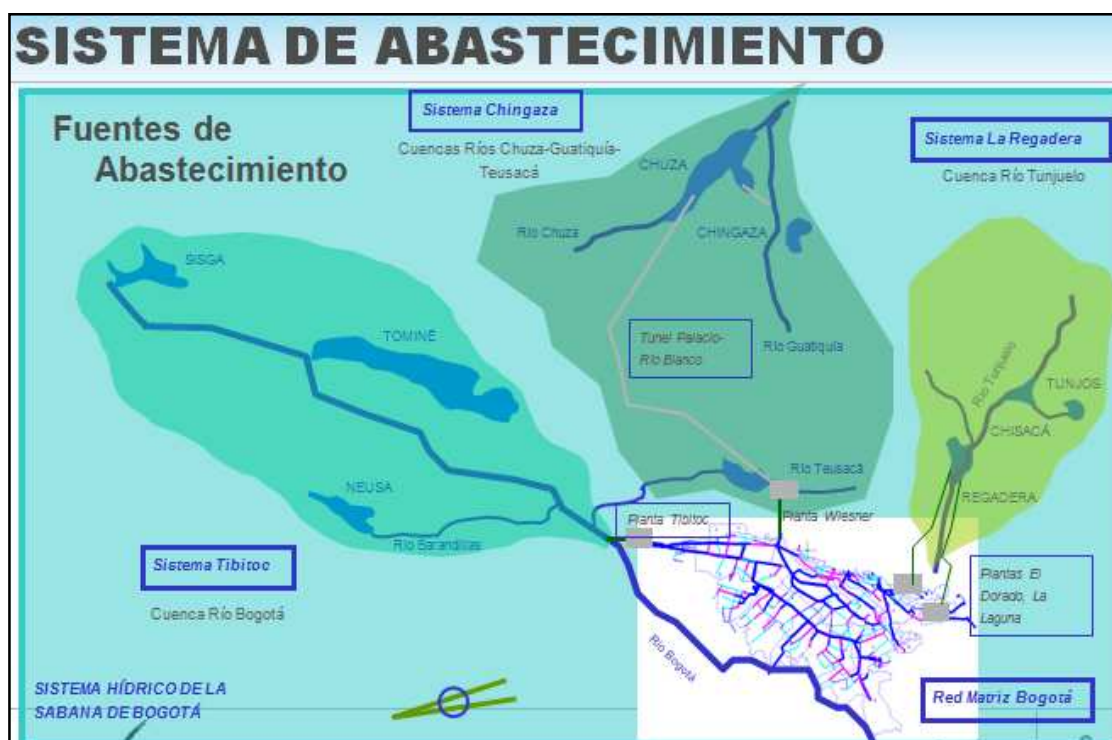 SISTEMA DE ABASTECIMIENTO
Fuentes de
Abastecimiento
Sistema Chingaza
Cuencas Ríos Chuza-Guatiquía-
Teusacá
Sistema La Regadera
Cuenca Río Tunjuelo
CHUZA
Río Chuza
CHINGAZA
SISGA
TOMINÉ
Tunel Palacio-
Río Blanco
Río Guatiquía
Río Tunjuelo
TUNJOS
CHISACÁ
NEUSA
Río Teusacá
REGADERA
Planta Tibitoc
Planta Wiesner
Río Barandillas
Sistema Tibitoc
Cuenca Río Bogotá
Plantas El
Dorado, La
Laguna
Río Bogotá
SISTEMA HÍDRICO DE LA
SABANA DE BOGOTÁ
Red Matriz Bogotá